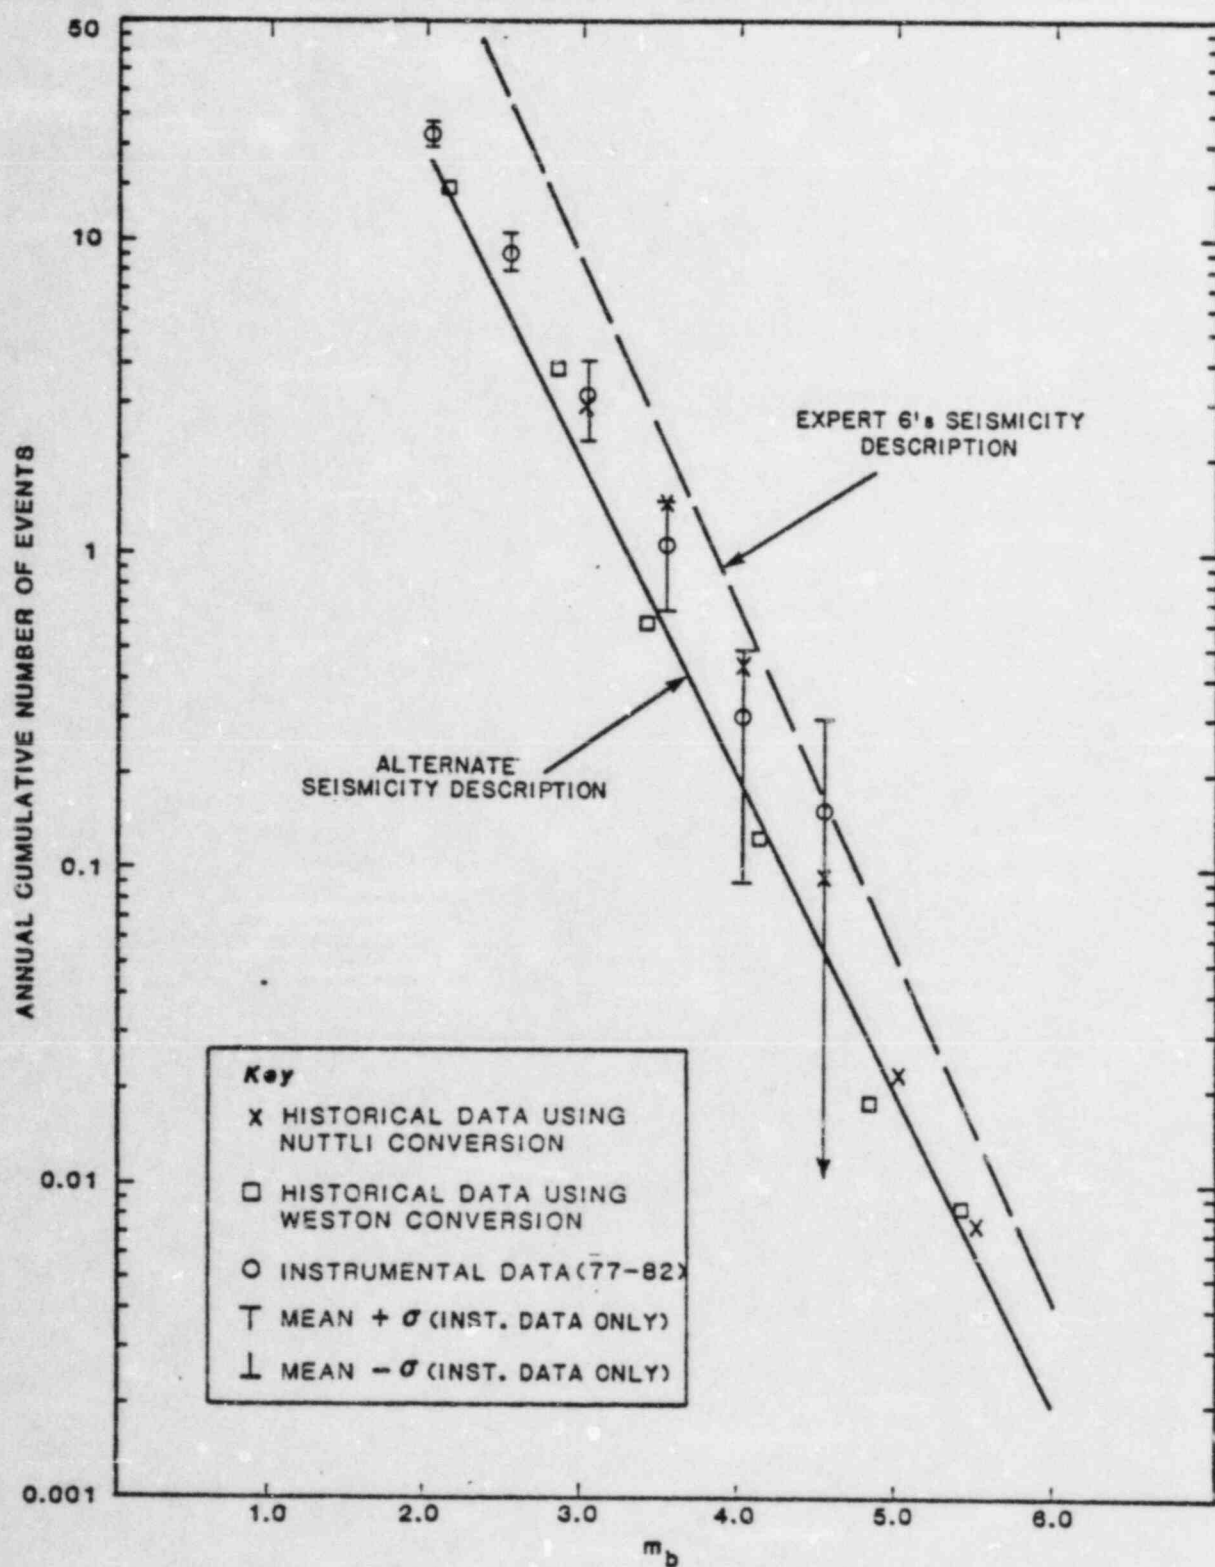 50
10
1
0.1
0.01
0.001
ANNUAL CUMULATIVE NUMBER OF EVENTS
EXPERT 6's SEISMICITY
DESCRIPTION
ALTERNATE
SEISMICITY DESCRIPTION
Key
X HISTORICAL DATA USING
NUTTLI CONVERSION
□ HISTORICAL DATA USING
WESTON CONVERSION
O INSTRUMENTAL DATA (77-82)
⊤ MEAN + σ (INST. DATA ONLY)
⊥ MEAN − σ (INST. DATA ONLY)
1.0 2.0 3.0 4.0 5.0 6.0
m_b